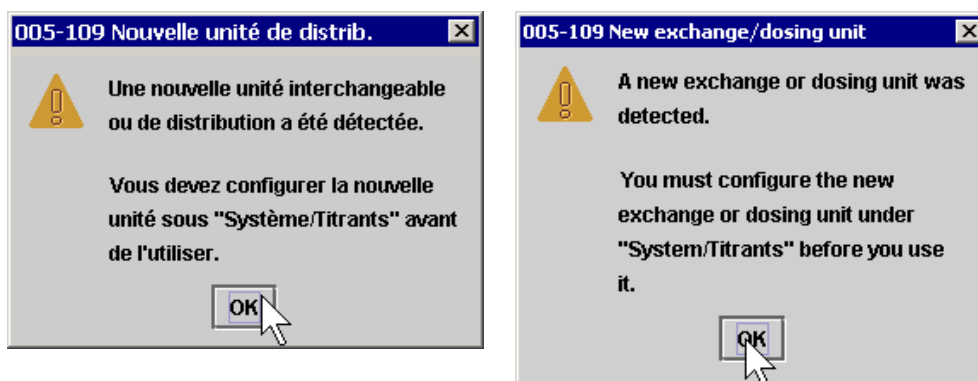 005-109 Nouvelle unité de distrib.
Une nouvelle unité interchangeable
ou de distribution a été détectée.
Vous devez configurer la nouvelle
unité sous "Système/Titrants" avant
de l'utiliser.
OK
005-109 New exchange/dosing unit
A new exchange or dosing unit was
detected.
You must configure the new
exchange or dosing unit under
"System/Titrants" before you use
it.
OK